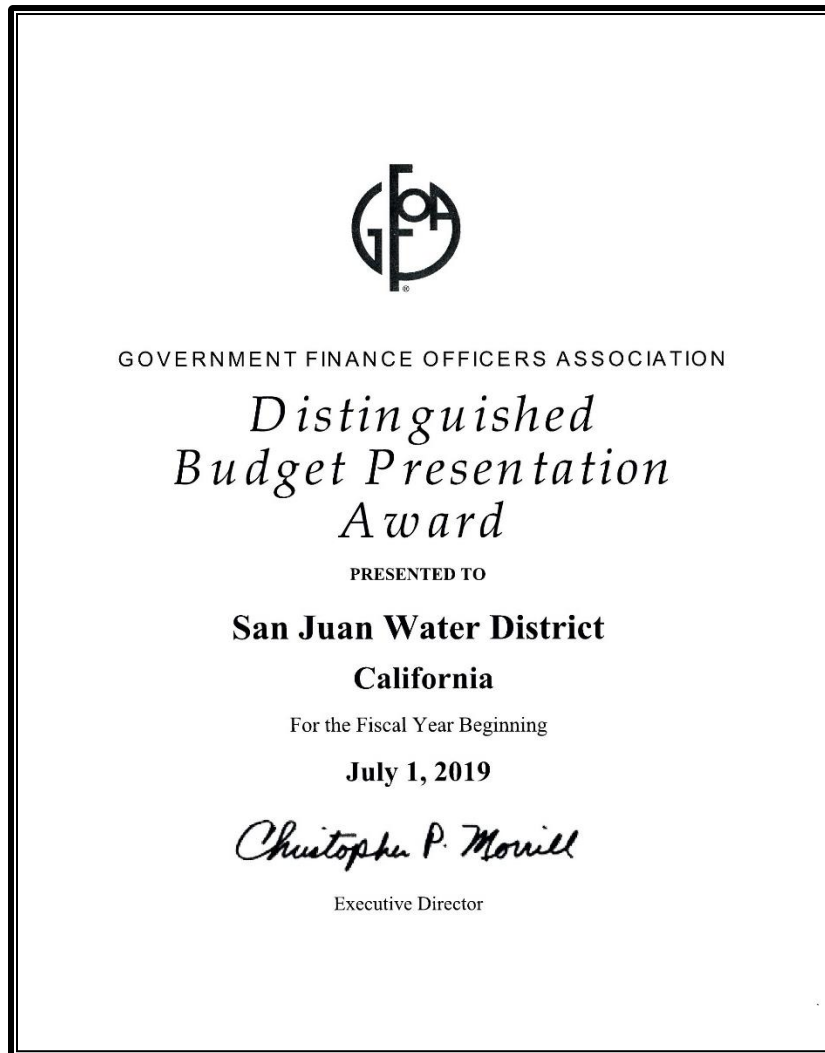 GFOA
®
GOVERNMENT FINANCE OFFICERS ASSOCIATION
Distinguished
Budget Presentation
Award
PRESENTED TO
San Juan Water District
California
For the Fiscal Year Beginning
July 1, 2019
Christopher P. Morrill
Executive Director